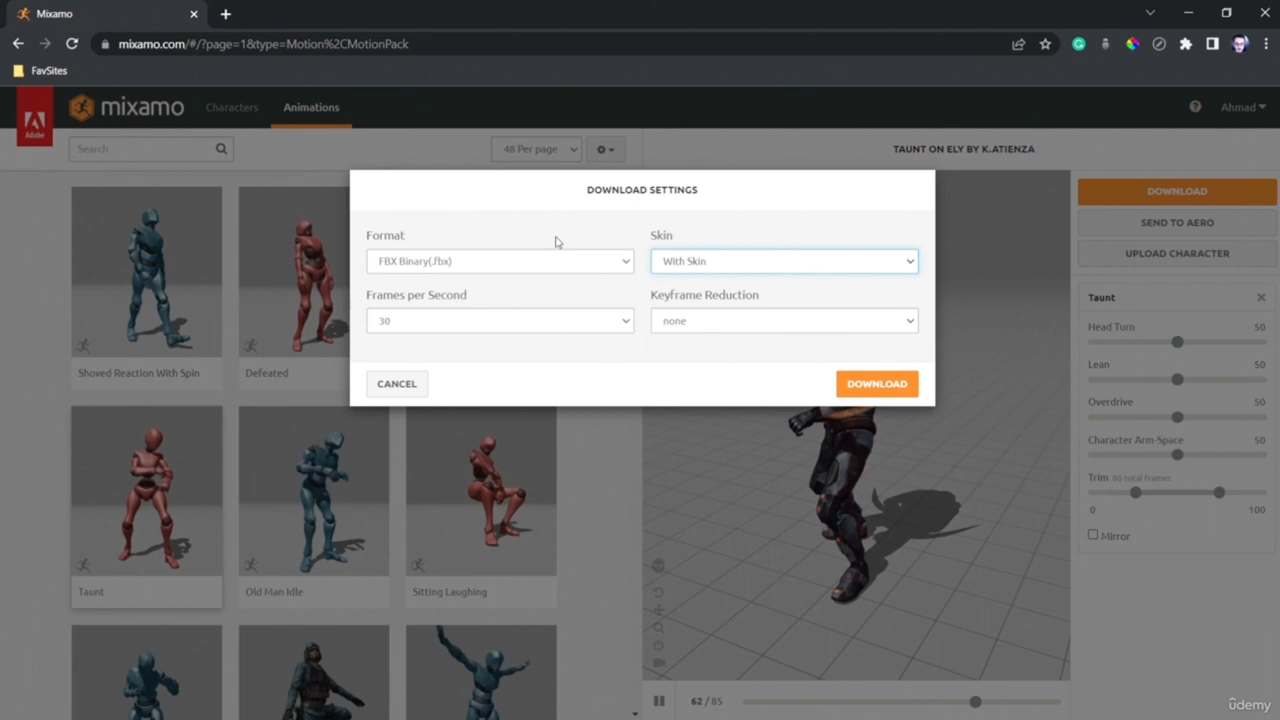 Mixamo
mixamo.com/#/?page=1&type=Motion%2CMotionPack
FavSites
Adobe
mixamo
Characters
Animations
Ahmad
Search
48 Per page
TAUNT ON ELY BY K.ATIENZA
DOWNLOAD SETTINGS
Format
Skin
FBX Binary(.fbx)
With Skin
Frames per Second
Keyframe Reduction
30
none
CANCEL
DOWNLOAD
DOWNLOAD
SEND TO AERO
UPLOAD CHARACTER
Taunt
Head Turn 50
Lean 50
Overdrive 50
Character Arm-Space 50
Trim 86 total frames
0 100
Mirror
Shoved Reaction With Spin
Defeated
Taunt
Old Man Idle
Sitting Laughing
62 / 85
ûdemy